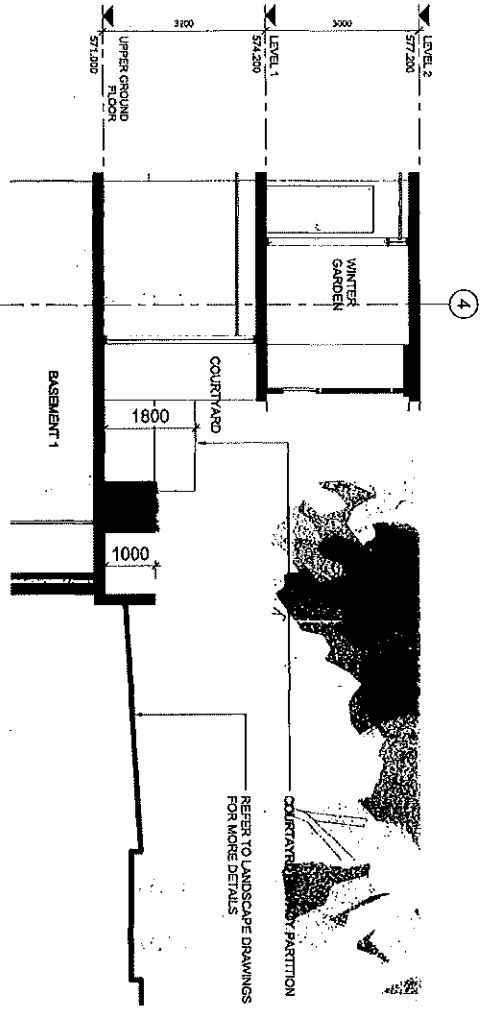 LEVEL 2
577.200
3000
LEVEL 1
574.200
3200
UPPER GROUND
FLOOR
571.000
4
WINTER
GARDEN
COURTYARD
1800
1000
BASEMENT 1
COURTAYRD PARTITION
REFER TO LANDSCAPE DRAWINGS
FOR MORE DETAILS